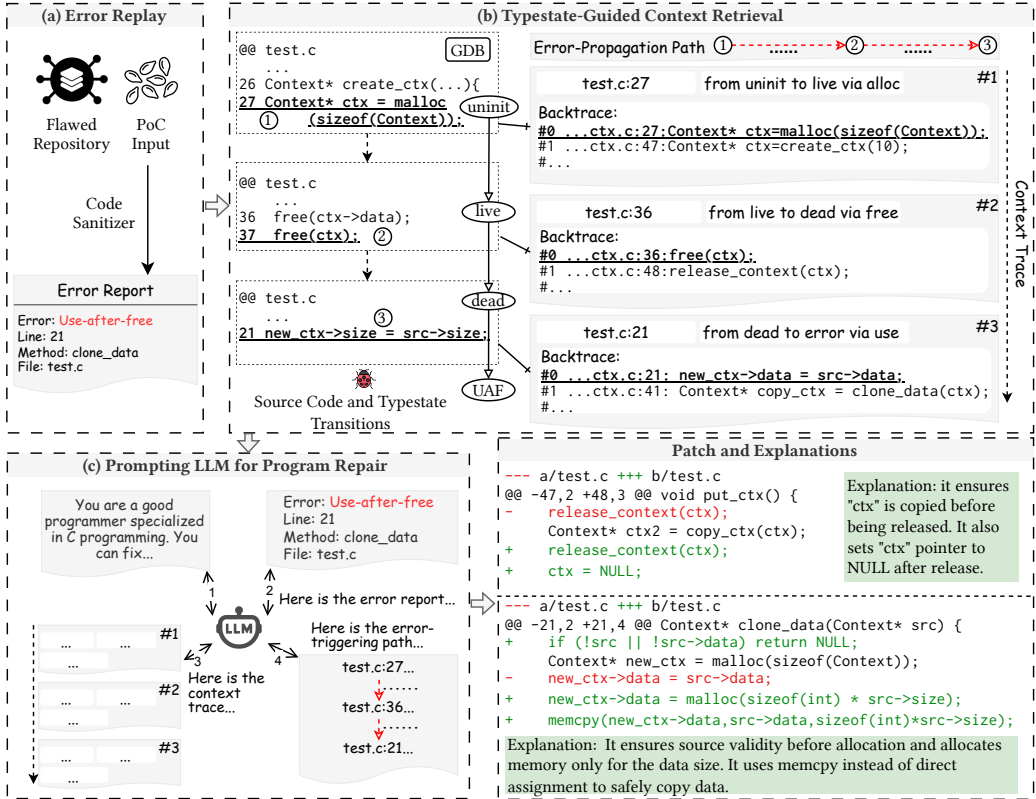 (a) Error Replay
Flawed
Repository
PoC
Input
Code
Sanitizer
Error Report
Error: Use-after-free
Line: 21
Method: clone_data
File: test.c
(b) Typestate-Guided Context Retrieval
@@ test.c
GDB
...
26 Context* create_ctx(...){
27 Context* ctx = malloc
(sizeof(Context));
1
uninit
@@ test.c
...
36 free(ctx->data);
37 free(ctx);
2
live
@@ test.c
...
3
21 new_ctx->size = src->size;
dead
UAF
Source Code and Typestate
Transitions
Error-Propagation Path 1 ...... 2 ...... 3
test.c:27 from uninit to live via alloc #1
Backtrace:
#0 ...ctx.c:27:Context* ctx=malloc(sizeof(Context));
#1 ...ctx.c:47:Context* ctx=create_ctx(10);
#...
test.c:36 from live to dead via free #2
Backtrace:
#0 ...ctx.c:36:free(ctx);
#1 ...ctx.c:48:release_context(ctx);
#...
test.c:21 from dead to error via use #3
Backtrace:
#0 ...ctx.c:21: new_ctx->data = src->data;
#1 ...ctx.c:41: Context* copy_ctx = clone_data(ctx);
#...
Context Trace
(c) Prompting LLM for Program Repair
You are a good
programmer specialized
in C programming. You
can fix...
Error: Use-after-free
Line: 21
Method: clone_data
File: test.c
1
2
Here is the error report...
LLM
3
4
Here is the
context
trace...
Here is the error-
triggering path...
test.c:27...
......
test.c:36...
......
test.c:21...
#1
... ...
...
#2
... ...
...
#3
... ...
...
Patch and Explanations
--- a/test.c +++ b/test.c
@@ -47,2 +48,3 @@ void put_ctx() {
- release_context(ctx);
Context* ctx2 = copy_ctx(ctx);
+ release_context(ctx);
+ ctx = NULL;
Explanation: it ensures
"ctx" is copied before
being released. It also
sets "ctx" pointer to
NULL after release.
--- a/test.c +++ b/test.c
@@ -21,2 +21,4 @@ Context* clone_data(Context* src) {
+ if (!src || !src->data) return NULL;
Context* new_ctx = malloc(sizeof(Context));
- new_ctx->data = src->data;
+ new_ctx->data = malloc(sizeof(int) * src->size);
+ memcpy(new_ctx->data,src->data,sizeof(int)*src->size);
Explanation: It ensures source validity before allocation and allocates
memory only for the data size. It uses memcpy instead of direct
assignment to safely copy data.